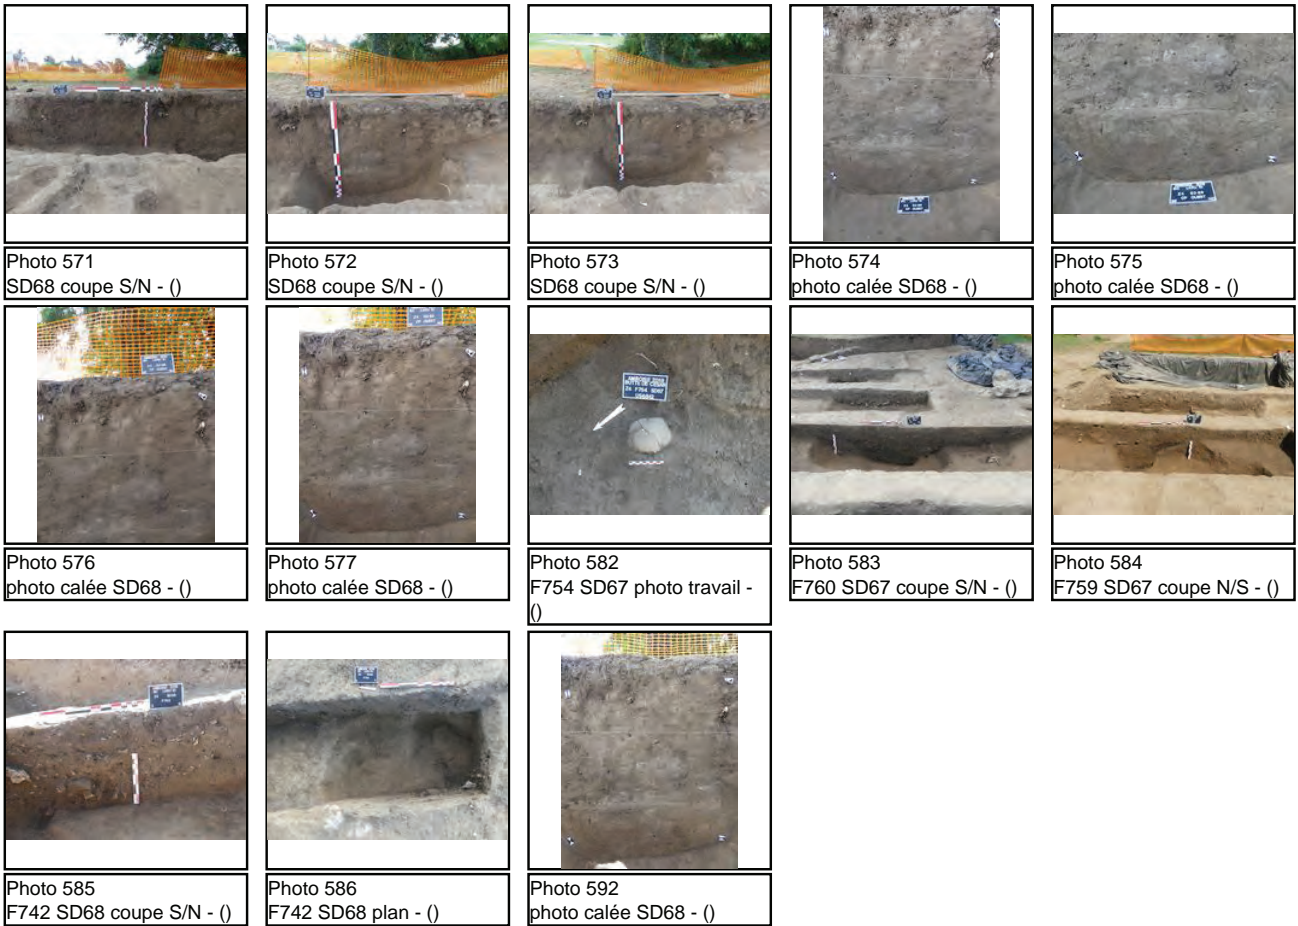 Photo 571
SD68 coupe S/N - ()
Photo 572
SD68 coupe S/N - ()
Photo 573
SD68 coupe S/N - ()
Photo 574
photo calée SD68 - ()
Photo 575
photo calée SD68 - ()
Photo 576
photo calée SD68 - ()
Photo 577
photo calée SD68 - ()
Photo 582
F754 SD67 photo travail -
()
Photo 583
F760 SD67 coupe S/N - ()
Photo 584
F759 SD67 coupe N/S - ()
Photo 585
F742 SD68 coupe S/N - ()
Photo 586
F742 SD68 plan - ()
Photo 592
photo calée SD68 - ()